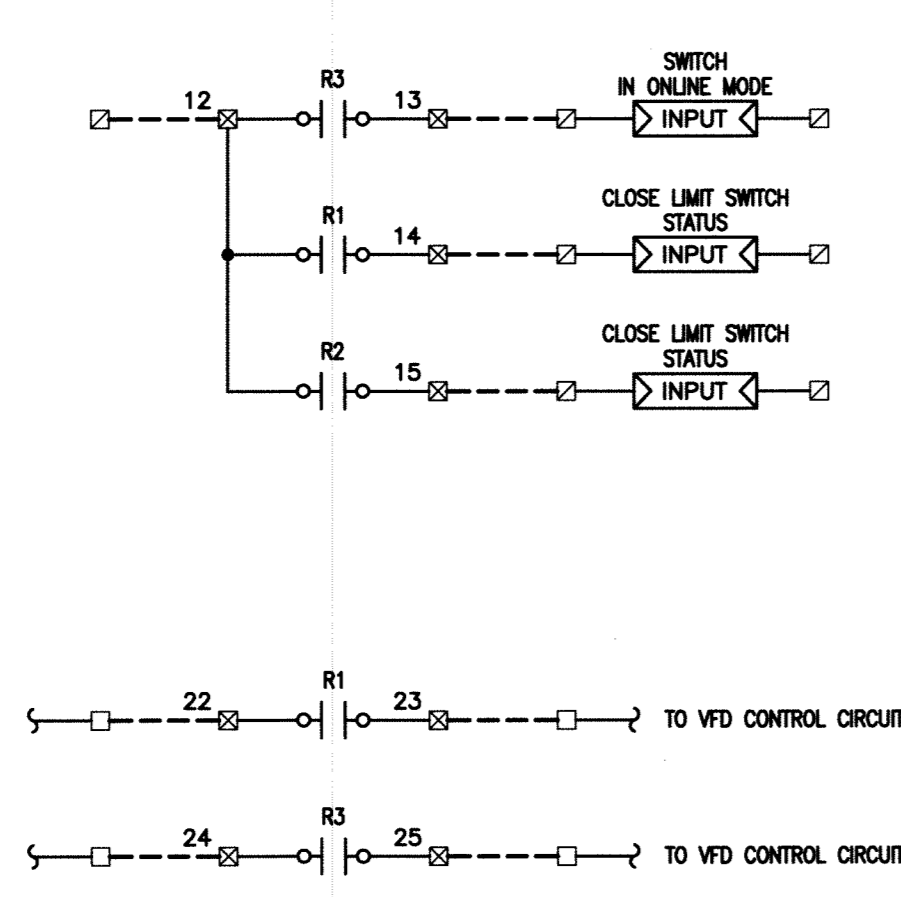 SWITCH
IN ONLINE MODE
R3
12
13
INPUT
CLOSE LIMIT SWITCH
STATUS
R1
14
INPUT
CLOSE LIMIT SWITCH
STATUS
R2
15
INPUT
R1
22
23
TO VFD CONTROL CIRCUIT
R3
24
25
TO VFD CONTROL CIRCUIT